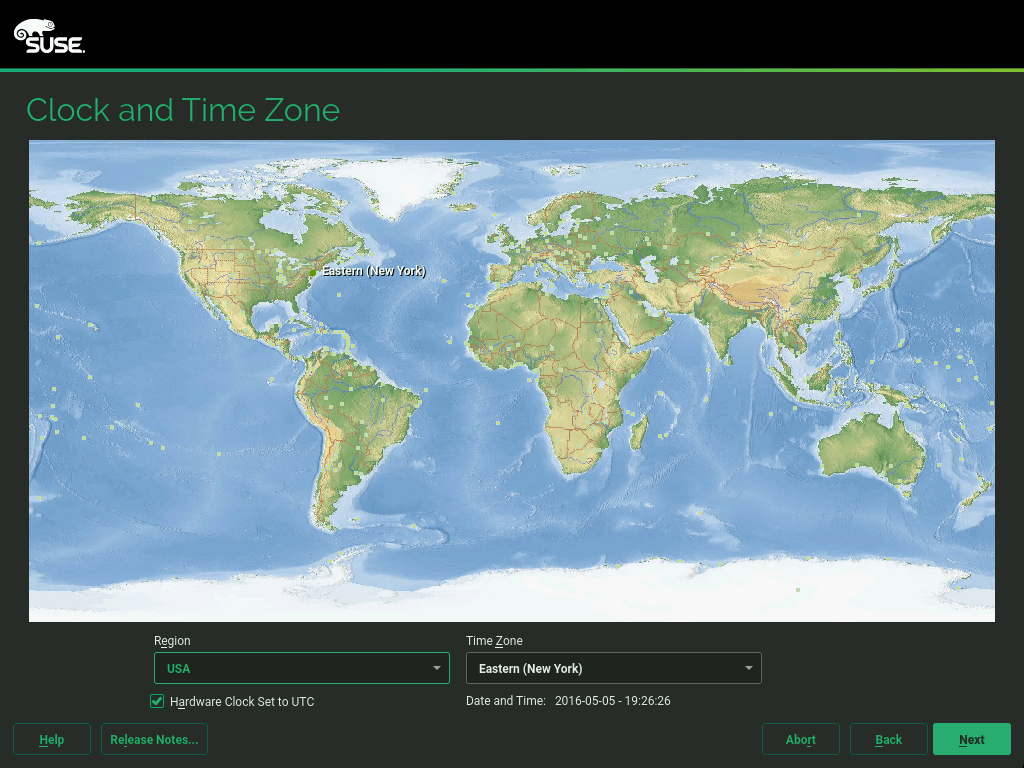 SUSE.
Clock and Time Zone
Eastern (New York)
Region
Time Zone
USA
Eastern (New York)
Hardware Clock Set to UTC
Date and Time: 2016-05-05 - 19:26:26
Help
Release Notes...
Abort
Back
Next